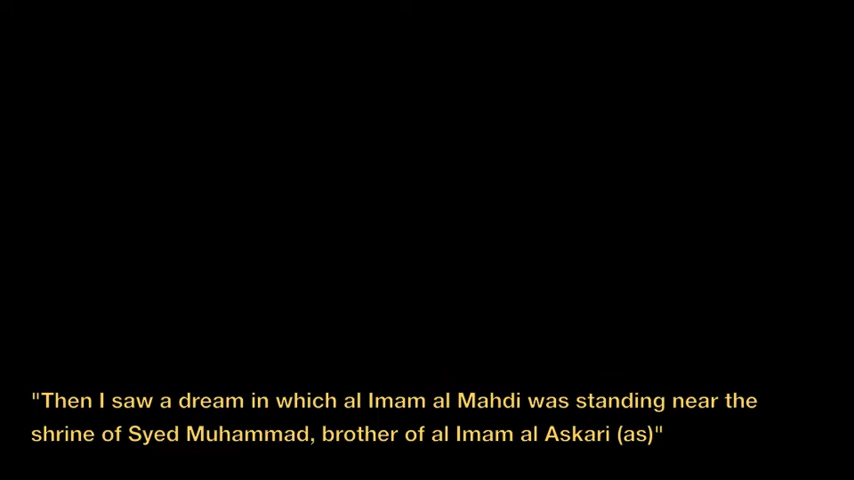 "Then I saw a dream in which al Imam al Mahdi was standing near the
shrine of Syed Muhammad, brother of al Imam al Askari (as)"